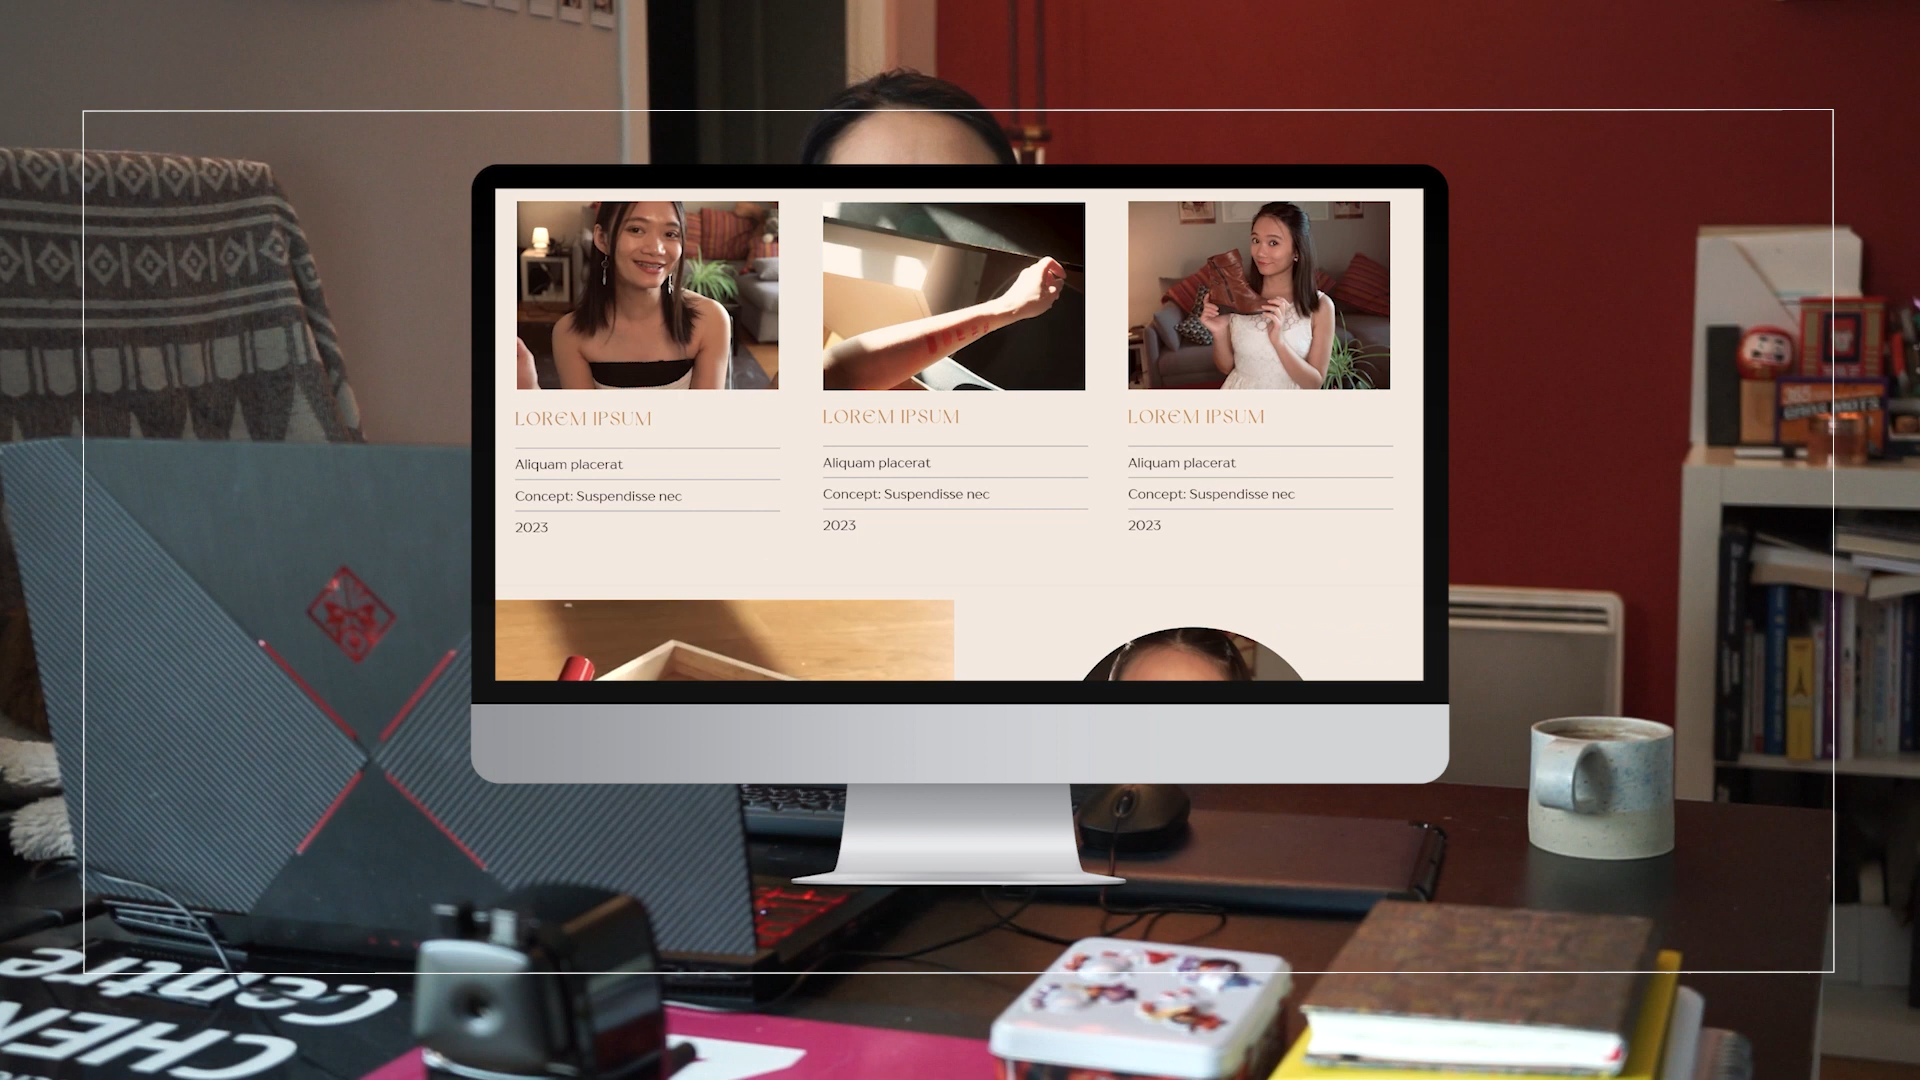 LOREM IPSUM
Aliquam placerat
Concept: Suspendisse nec
2023
LOREM IPSUM
Aliquam placerat
Concept: Suspendisse nec
2023
LOREM IPSUM
Aliquam placerat
Concept: Suspendisse nec
2023
365
Centre
CHEN